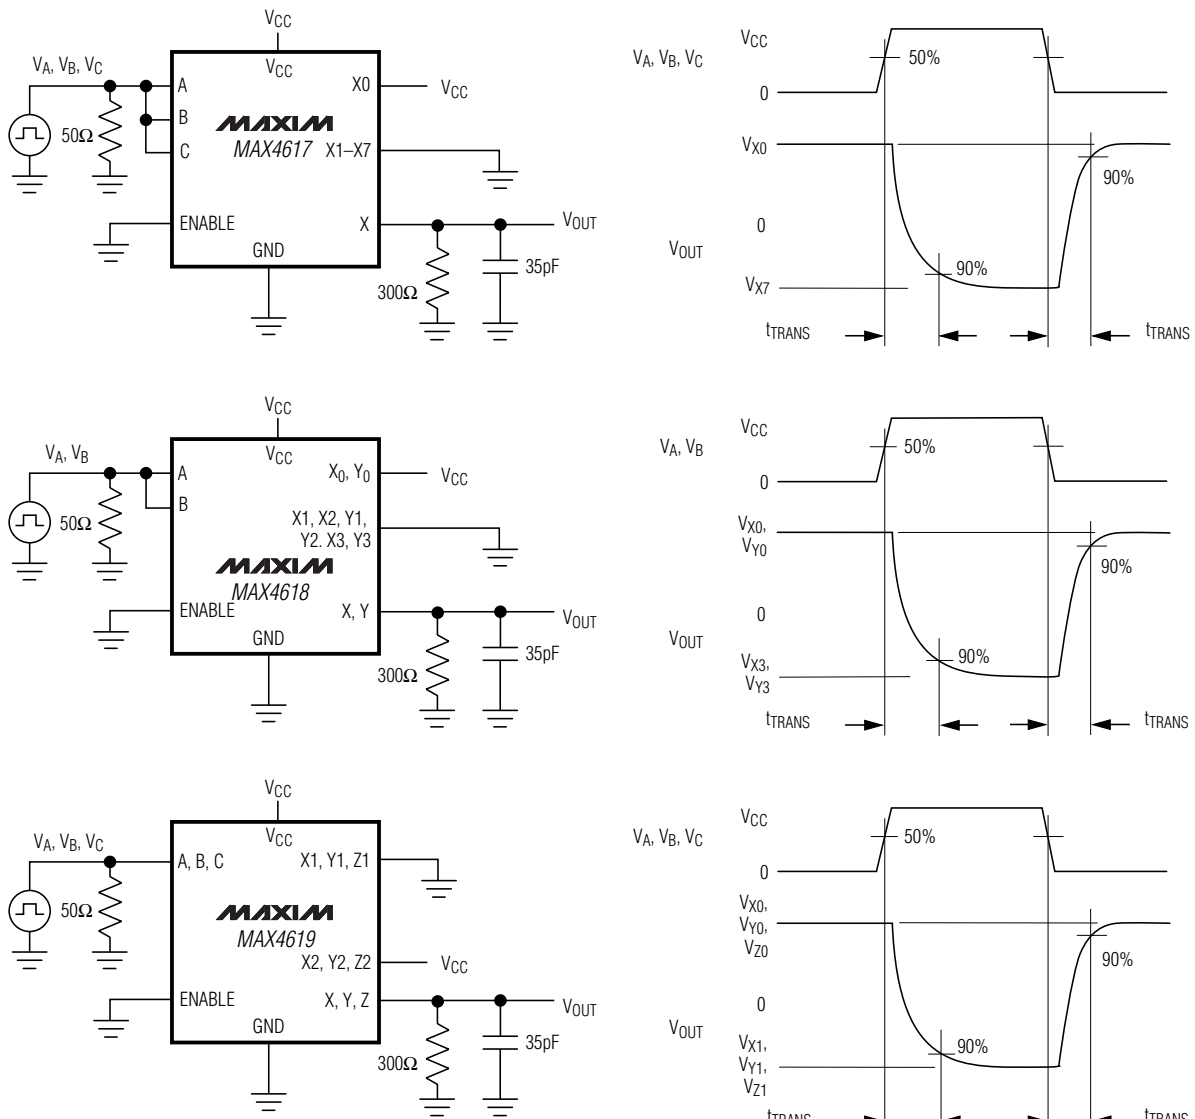 VCC
VA, VB, VC
VCC
A
X0
VCC
50Ω
B
MAXIM
MAX4617
C
X1–X7
ENABLE
X
VOUT
GND
300Ω
35pF
VA, VB, VC
VCC
50%
0
VX0
90%
0
VOUT
90%
VX7
tTRANS
tTRANS
VCC
VA, VB
VCC
A
X0, Y0
VCC
50Ω
B
X1, X2, Y1,
Y2. X3, Y3
MAXIM
MAX4618
ENABLE
X, Y
VOUT
GND
300Ω
35pF
VA, VB
VCC
50%
0
VX0,
VY0
90%
0
VOUT
90%
VX3,
VY3
tTRANS
tTRANS
VCC
VA, VB, VC
VCC
A, B, C
X1, Y1, Z1
50Ω
MAXIM
MAX4619
X2, Y2, Z2
VCC
ENABLE
X, Y, Z
VOUT
GND
300Ω
35pF
VA, VB, VC
VCC
50%
0
VX0,
VY0,
VZ0
90%
0
VOUT
90%
VX1,
VY1,
VZ1
tTRANS
tTRANS